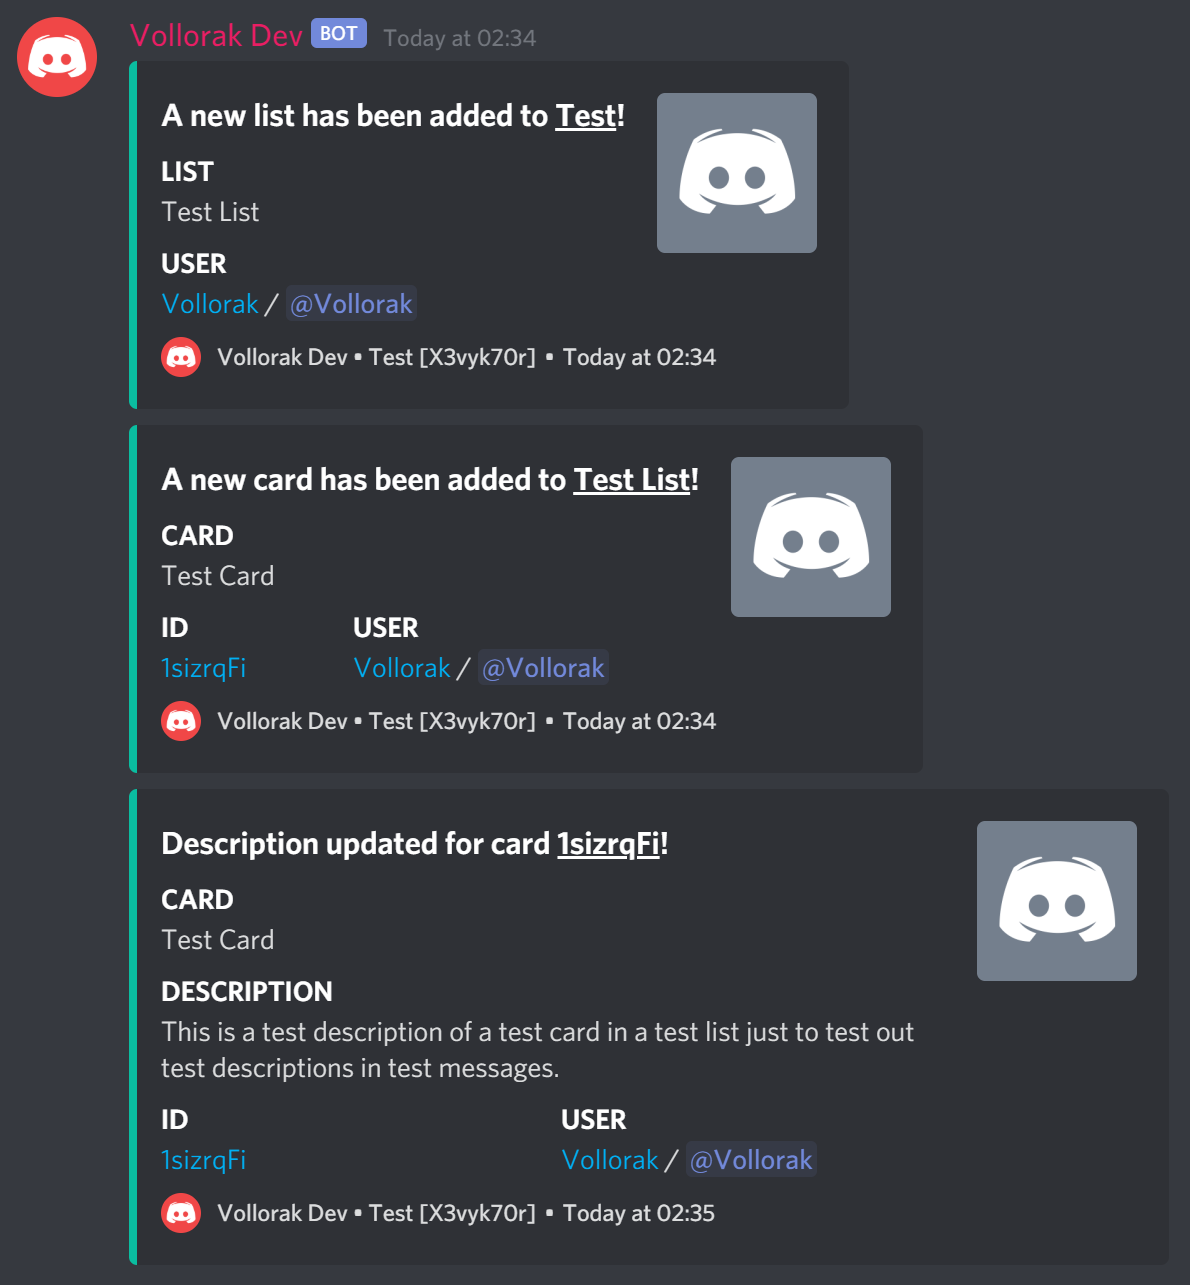 Vollorak Dev BOT Today at 02:34
A new list has been added to Test!
LIST
Test List
USER
Vollorak / @Vollorak
Vollorak Dev • Test [X3vyk70r] • Today at 02:34
A new card has been added to Test List!
CARD
Test Card
ID USER
1sizrqFi Vollorak / @Vollorak
Vollorak Dev • Test [X3vyk70r] • Today at 02:34
Description updated for card 1sizrqFi!
CARD
Test Card
DESCRIPTION
This is a test description of a test card in a test list just to test out
test descriptions in test messages.
ID USER
1sizrqFi Vollorak / @Vollorak
Vollorak Dev • Test [X3vyk70r] • Today at 02:35